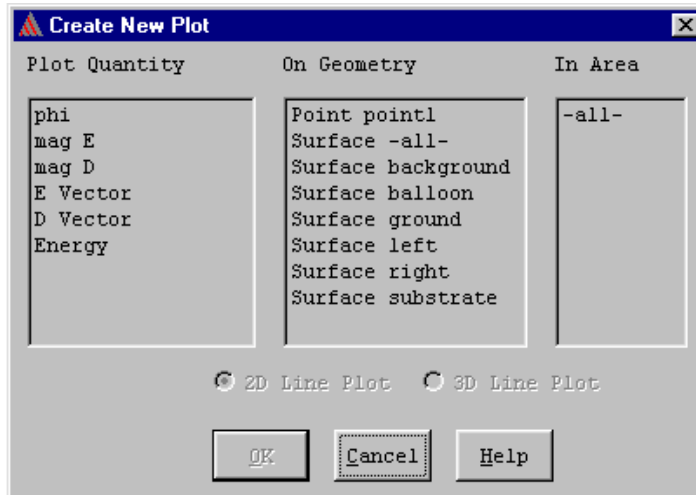 Create New Plot
Plot Quantity
On Geometry
In Area
phi
mag E
mag D
E Vector
D Vector
Energy
Point point1
Surface -all-
Surface background
Surface balloon
Surface ground
Surface left
Surface right
Surface substrate
-all-
2D Line Plot
3D Line Plot
OK
Cancel
Help